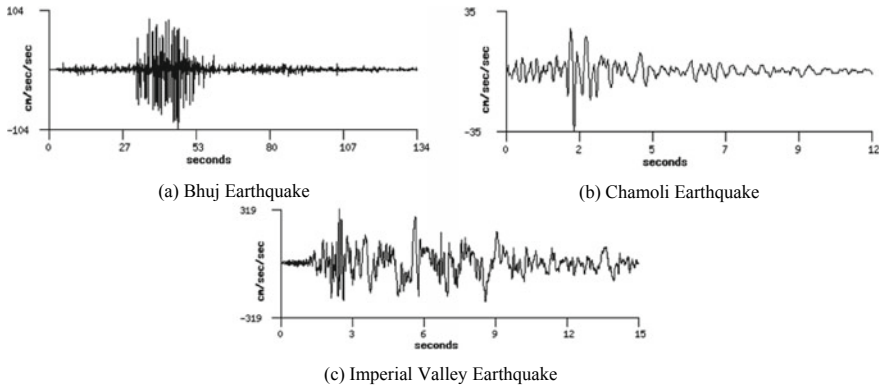 104
cm/sec/sec
-104
0 27 53 80 107 134
seconds
(a) Bhuj Earthquake
35
cm/sec/sec
-35
0 2 5 7 9 12
seconds
(b) Chamoli Earthquake
319
cm/sec/sec
-319
0 3 6 9 12 15
seconds
(c) Imperial Valley Earthquake